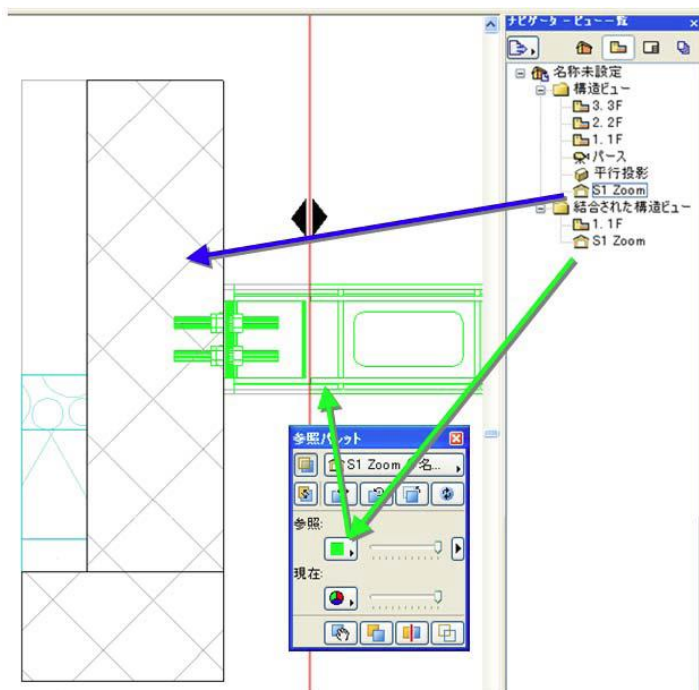 ナビゲータ - ビュー一覧
名称未設定
構造ビュー
3. 3F
2. 2F
1. 1F
パース
平行投影
S1 Zoom
結合された構造ビュー
1. 1F
S1 Zoom
参照パレット
S1 Zoom / 名...
参照:
現在: